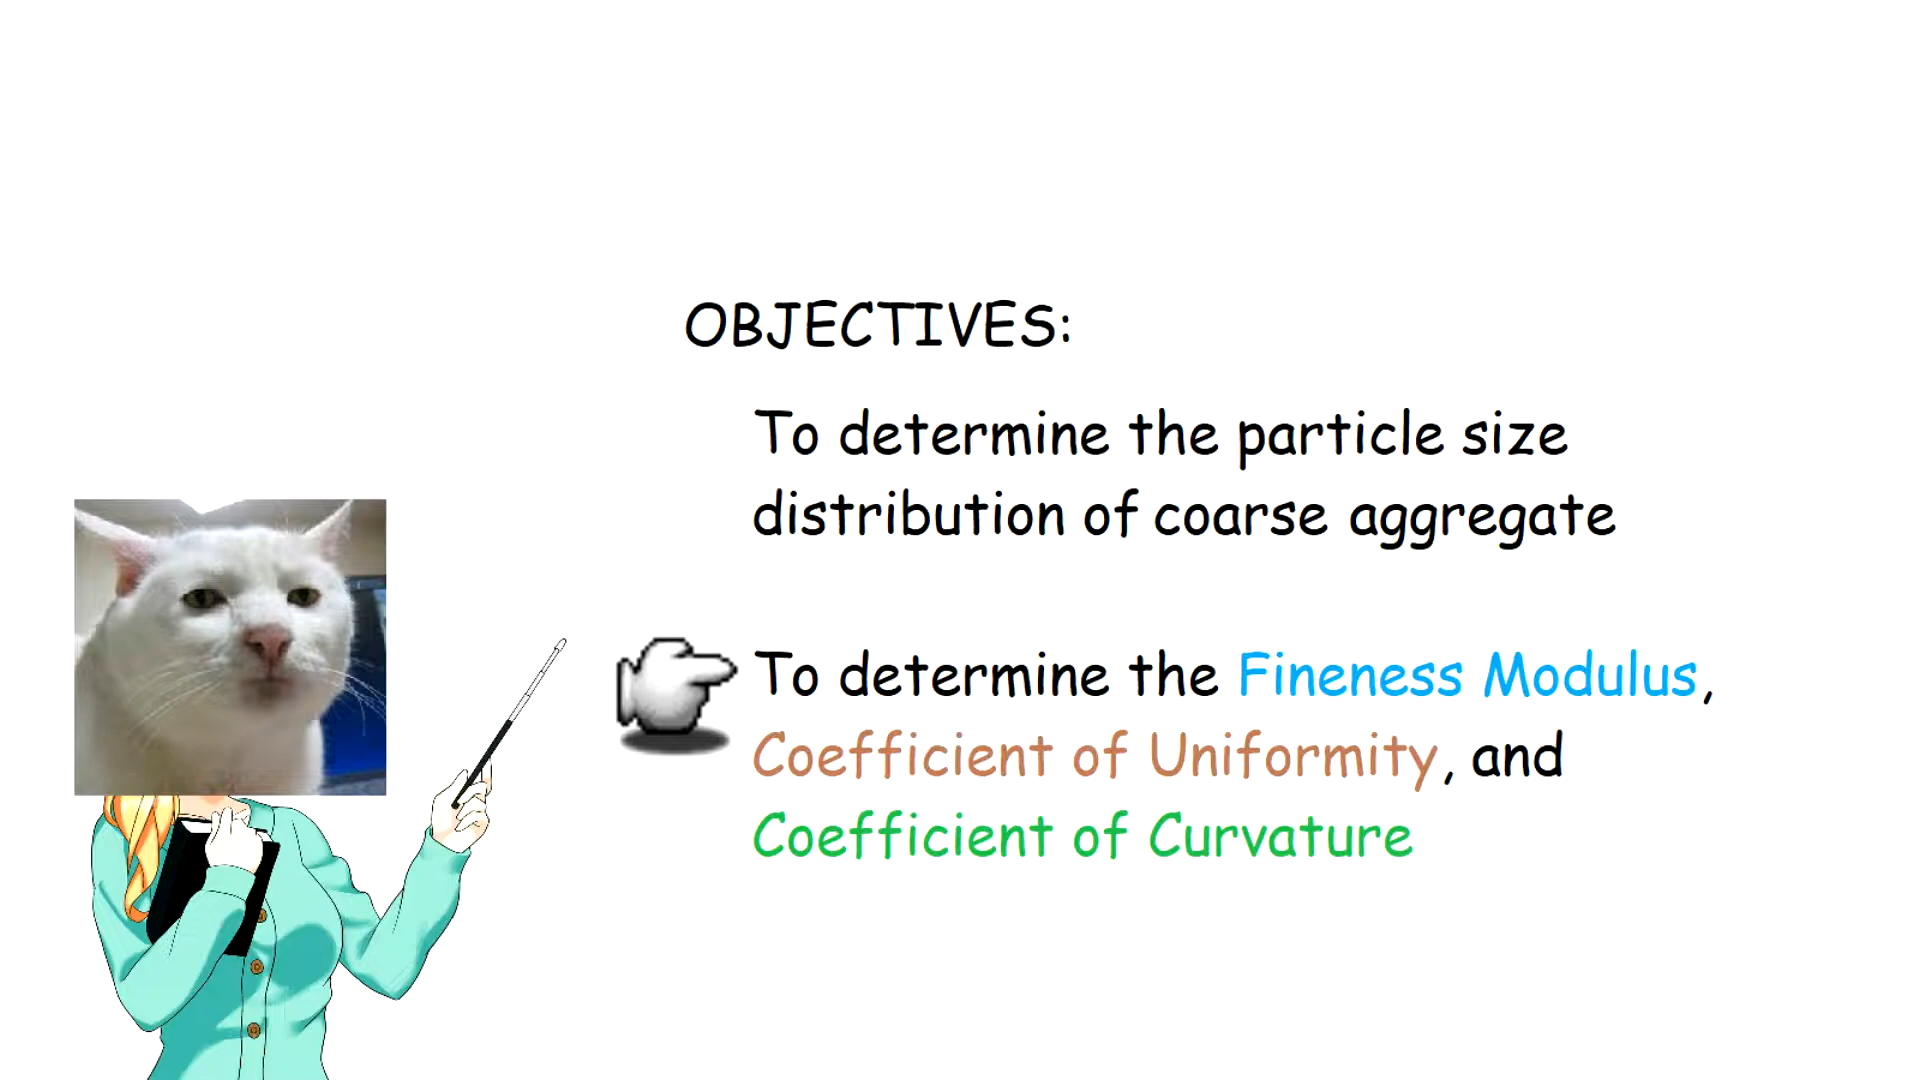 OBJECTIVES:
To determine the particle size
distribution of coarse aggregate
To determine the Fineness Modulus,
Coefficient of Uniformity, and
Coefficient of Curvature